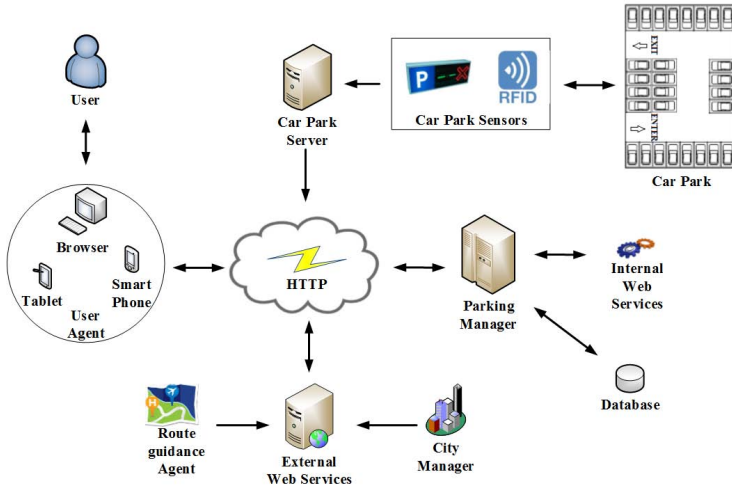 User
Car Park
Server
P
RFID
Car Park Sensors
EXIT
ENTER
Car Park
Browser
Tablet
Smart
Phone
User
Agent
HTTP
Parking
Manager
Internal
Web
Services
Database
H
Route
guidance
Agent
External
Web Services
City
Manager